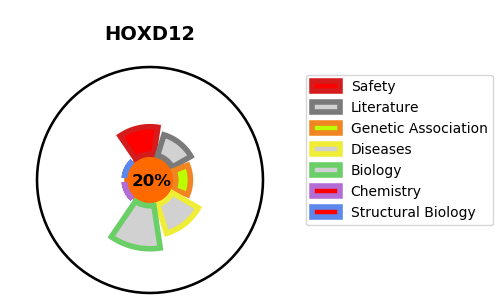 HOXD12
20%
Safety
Literature
Genetic Association
Diseases
Biology
Chemistry
Structural Biology